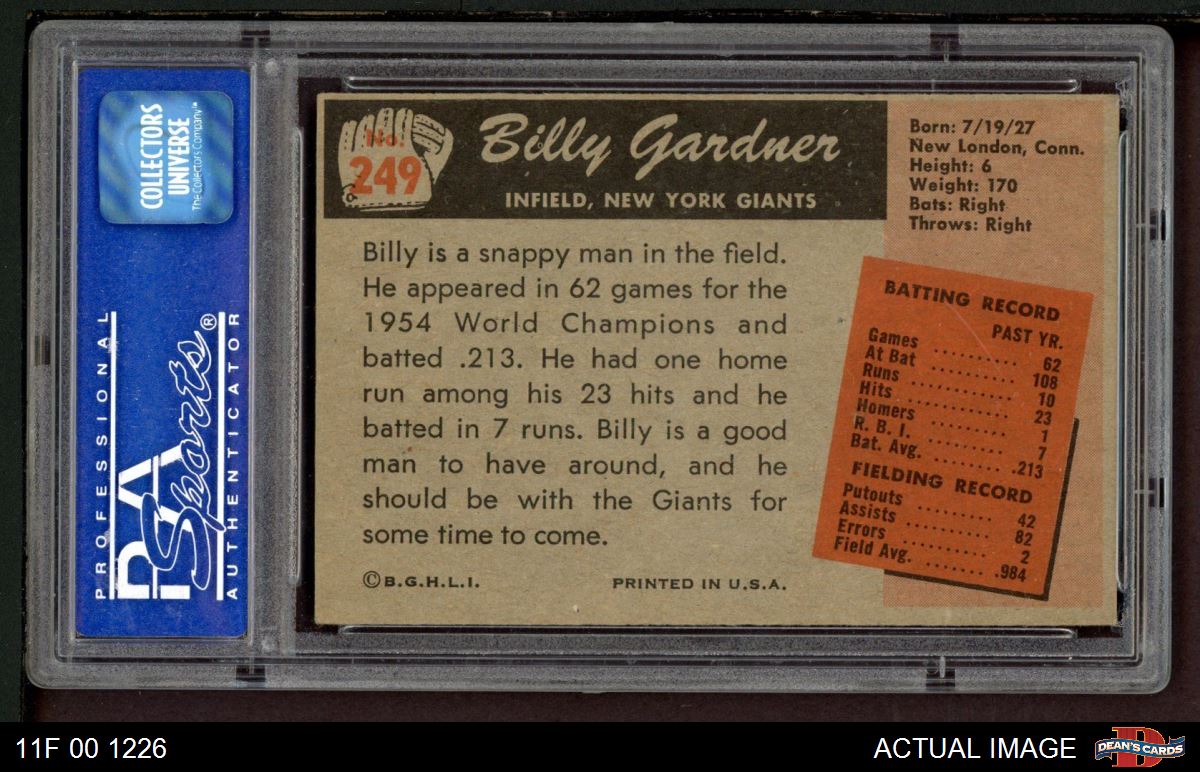 COLLECTORS
UNIVERSE
The Collectors Company™
PROFESSIONAL
PSA
Sports®
AUTHENTICATOR
No.
249
Billy Gardner
INFIELD, NEW YORK GIANTS
Born: 7/19/27
New London, Conn.
Height: 6
Weight: 170
Bats: Right
Throws: Right
Billy is a snappy man in the field.
He appeared in 62 games for the
1954 World Champions and
batted .213. He had one home
run among his 23 hits and he
batted in 7 runs. Billy is a good
man to have around, and he
should be with the Giants for
some time to come.
©B.G.H.L.I.
PRINTED IN U.S.A.
BATTING RECORD
PAST YR.
Games .......... 62
At Bat .......... 108
Runs .......... 10
Hits .......... 23
Homers .......... 1
R. B. I. .......... 7
Bat. Avg. ........ .213
FIELDING RECORD
Putouts ......... 42
Assists .......... 82
Errors .......... 2
Field Avg. ....... .984
11F 00 1226
ACTUAL IMAGE
D
DEAN'S CARDS